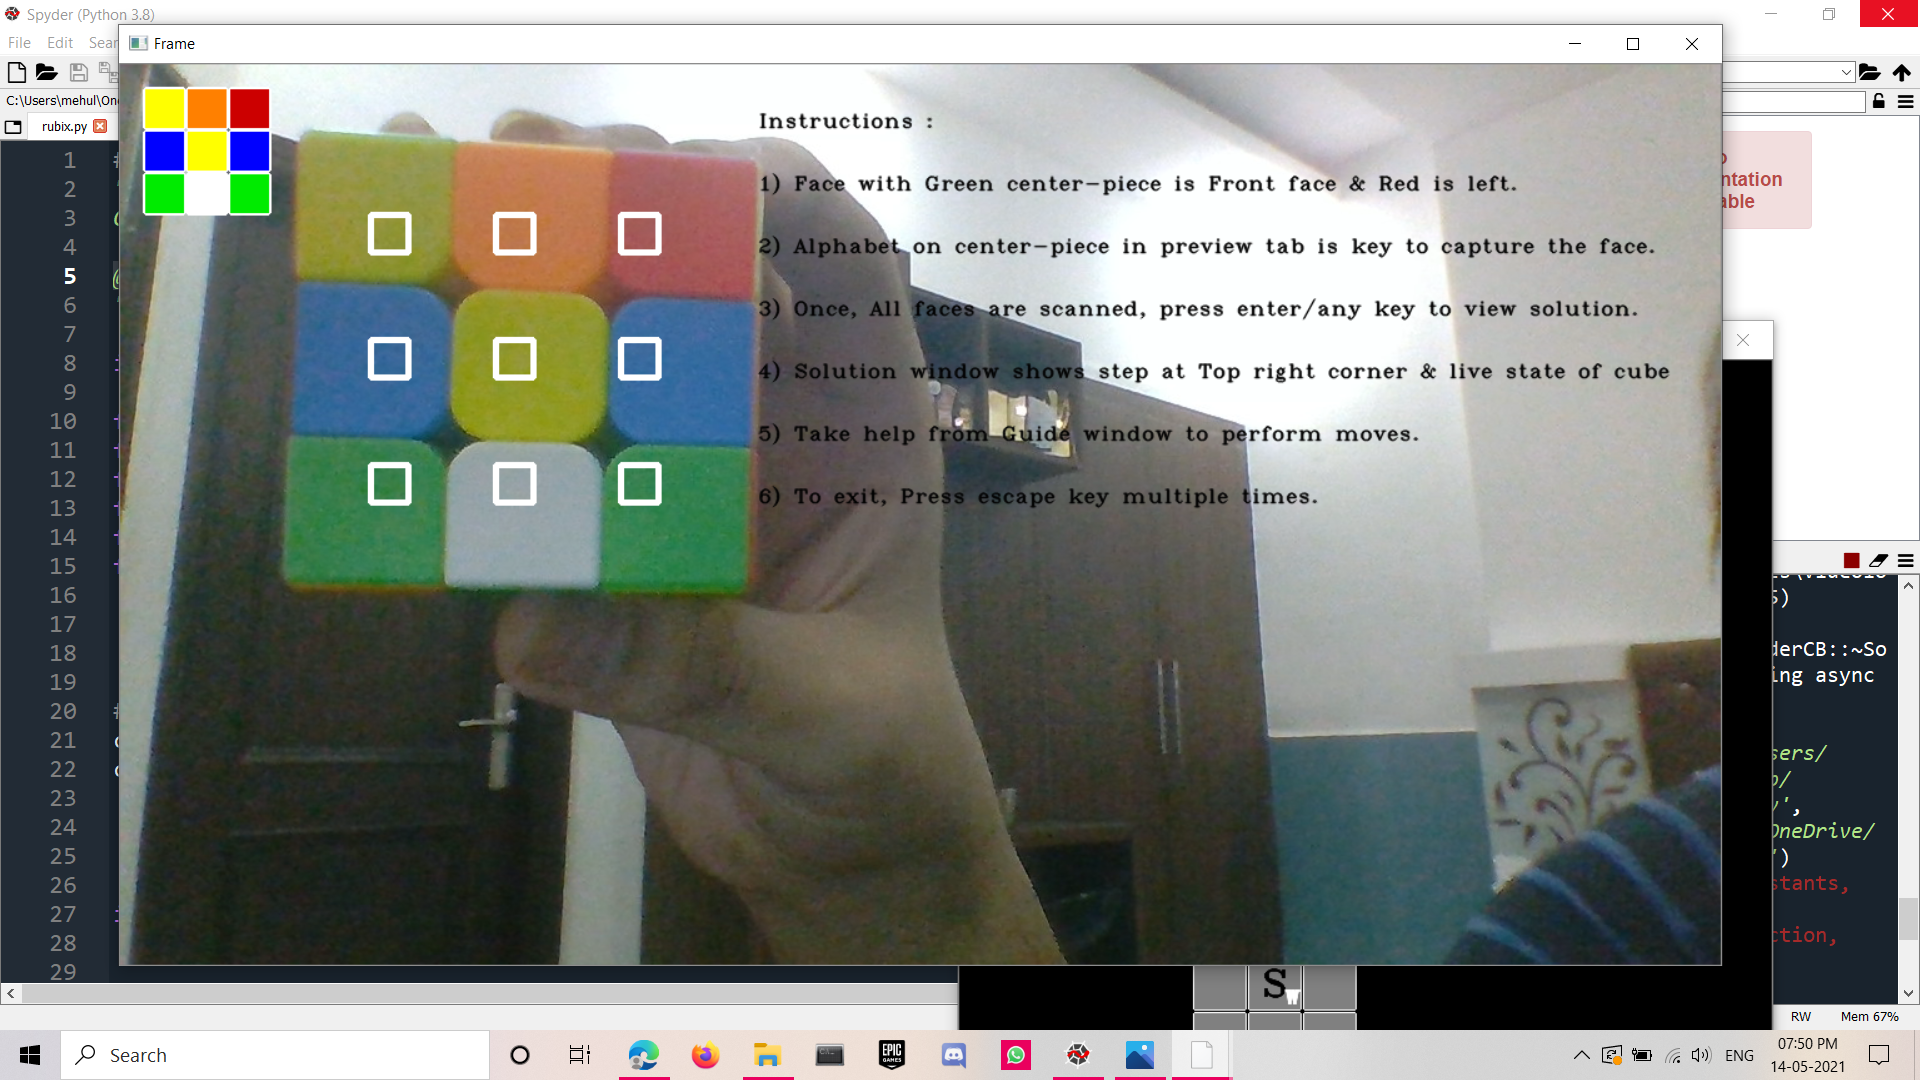 Spyder (Python 3.8)
File Edit
Frame
C:\Users\mehul\On
rubix.py
1
2
3
4
5
6
7
8
9
10
11
12
13
14
15
16
17
18
19
20
21
22
23
24
25
26
27
28
29
Instructions :
1) Face with Green center-piece is Front face & Red is left.
2) Alphabet on center-piece in preview tab is key to capture the face.
3) Once, All faces are scanned, press enter/any key to view solution.
4) Solution window shows step at Top right corner & live state of cube
5) Take help from Guide window to perform moves.
6) To exit, Press escape key multiple times.
ntation
able
derCB::~So
ing async
sers/
OneDrive/
stants,
ction,
S
RW Mem 67%
Search
EPIC GAMES
ENG
07:50 PM
14-05-2021